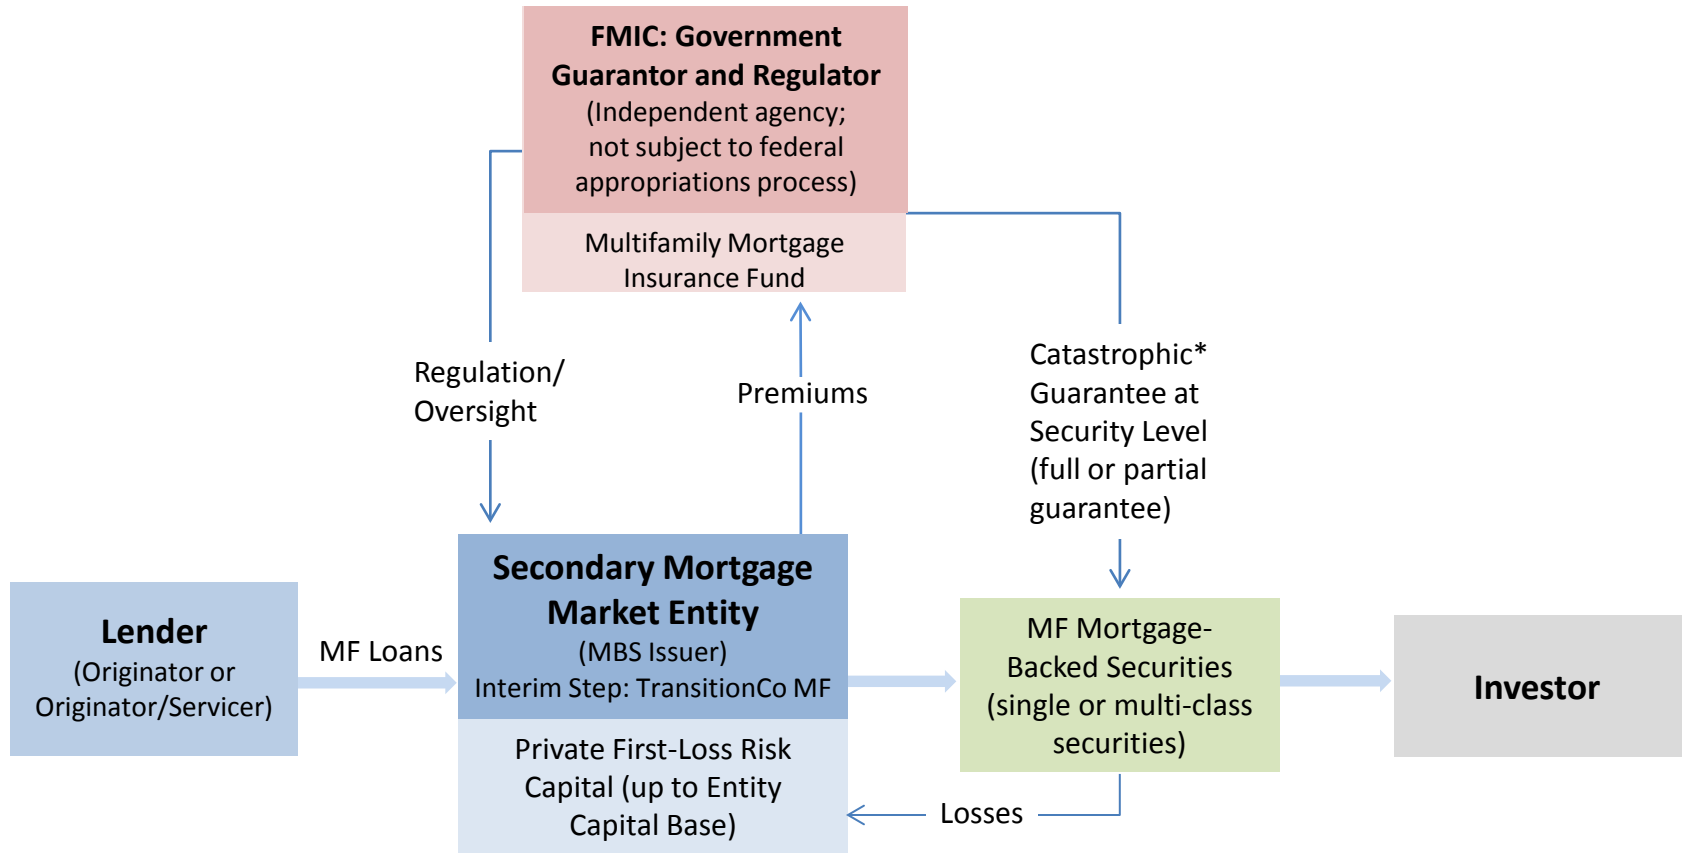 FMIC: Government
Guarantor and Regulator
(Independent agency;
not subject to federal
appropriations process)
Multifamily Mortgage
Insurance Fund
Regulation/
Oversight
Premiums
Catastrophic*
Guarantee at
Security Level
(full or partial
guarantee)
Lender
(Originator or
Originator/Servicer)
MF Loans
Secondary Mortgage
Market Entity
(MBS Issuer)
Interim Step: TransitionCo MF
Private First-Loss Risk
Capital (up to Entity
Capital Base)
MF Mortgage-
Backed Securities
(single or multi-class
securities)
Losses
Investor